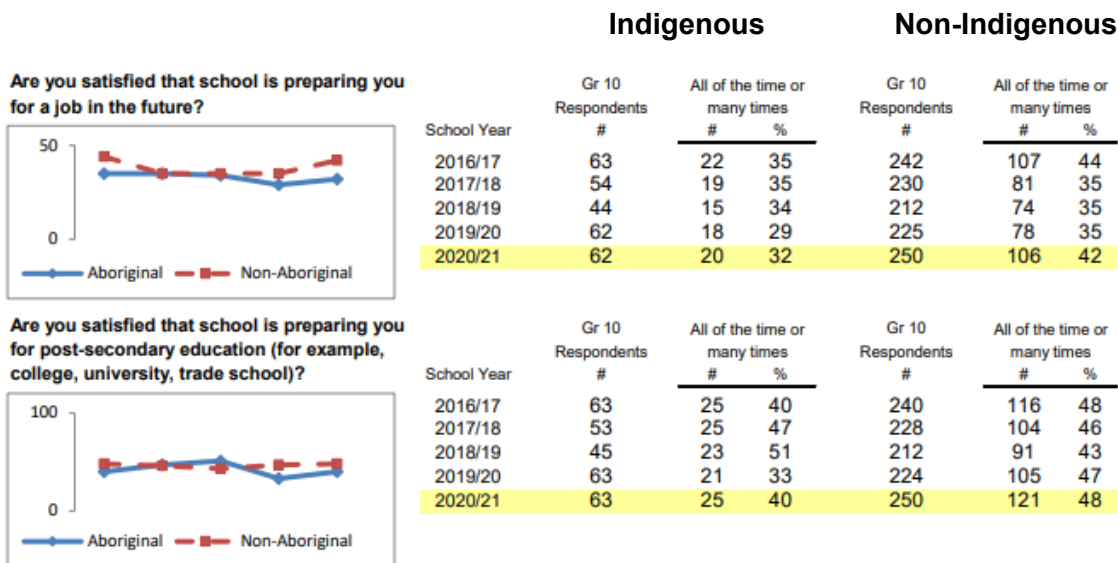 Indigenous Non-Indigenous
Are you satisfied that school is preparing you
for a job in the future?
50
0
Aboriginal Non-Aboriginal
Gr 10 All of the time or Gr 10 All of the time or
Respondents many times Respondents many times
School Year # # % # # %
2016/17 63 22 35 242 107 44
2017/18 54 19 35 230 81 35
2018/19 44 15 34 212 74 35
2019/20 62 18 29 225 78 35
2020/21 62 20 32 250 106 42
Are you satisfied that school is preparing you
for post-secondary education (for example,
college, university, trade school)?
100
0
Aboriginal Non-Aboriginal
Gr 10 All of the time or Gr 10 All of the time or
Respondents many times Respondents many times
School Year # # % # # %
2016/17 63 25 40 240 116 48
2017/18 53 25 47 228 104 46
2018/19 45 23 51 212 91 43
2019/20 63 21 33 224 105 47
2020/21 63 25 40 250 121 48